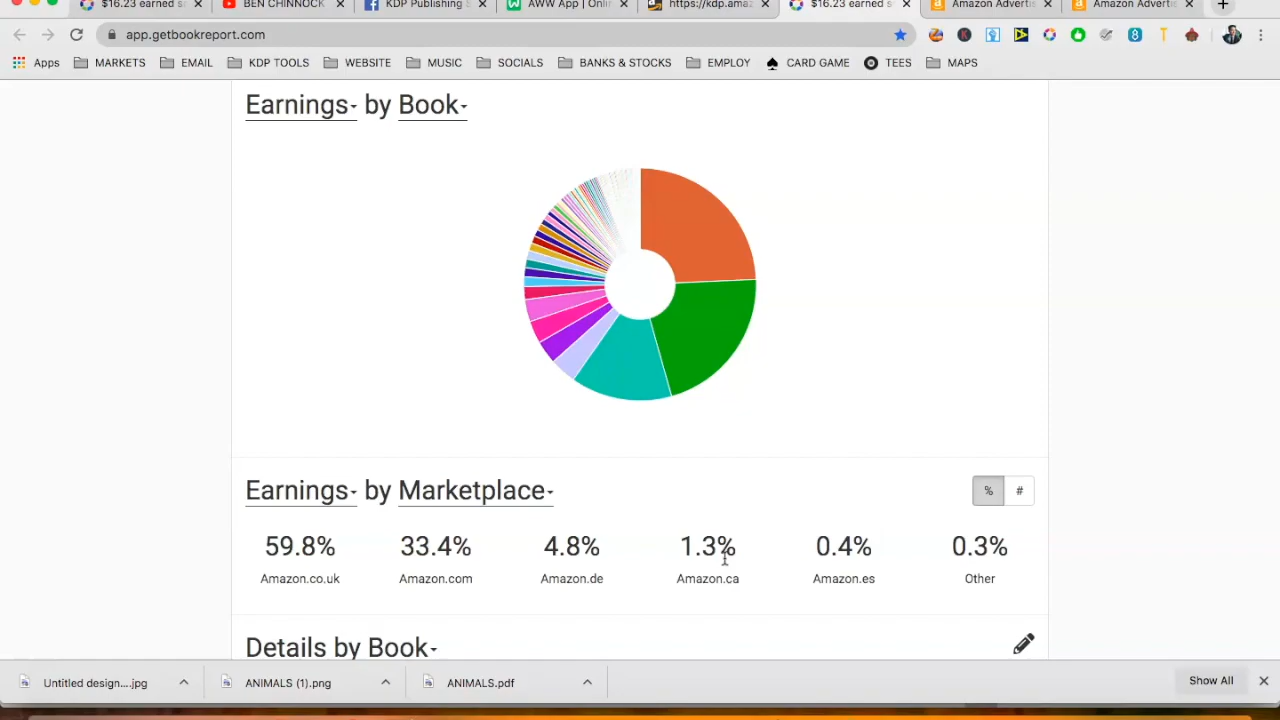 $16.23 earned s
BEN CHINNOCK
KDP Publishing S
AWW App | Onli
https://kdp.amaz
$16.23 earned s
Amazon Advertis
Amazon Advertis
app.getbookreport.com
Apps MARKETS EMAIL KDP TOOLS WEBSITE MUSIC SOCIALS BANKS & STOCKS EMPLOY CARD GAME TEES MAPS
Earnings by Book
Earnings by Marketplace
% #
59.8% 33.4% 4.8% 1.3% 0.4% 0.3%
Amazon.co.uk Amazon.com Amazon.de Amazon.ca Amazon.es Other
Details by Book
Untitled design....jpg ANIMALS (1).png ANIMALS.pdf Show All